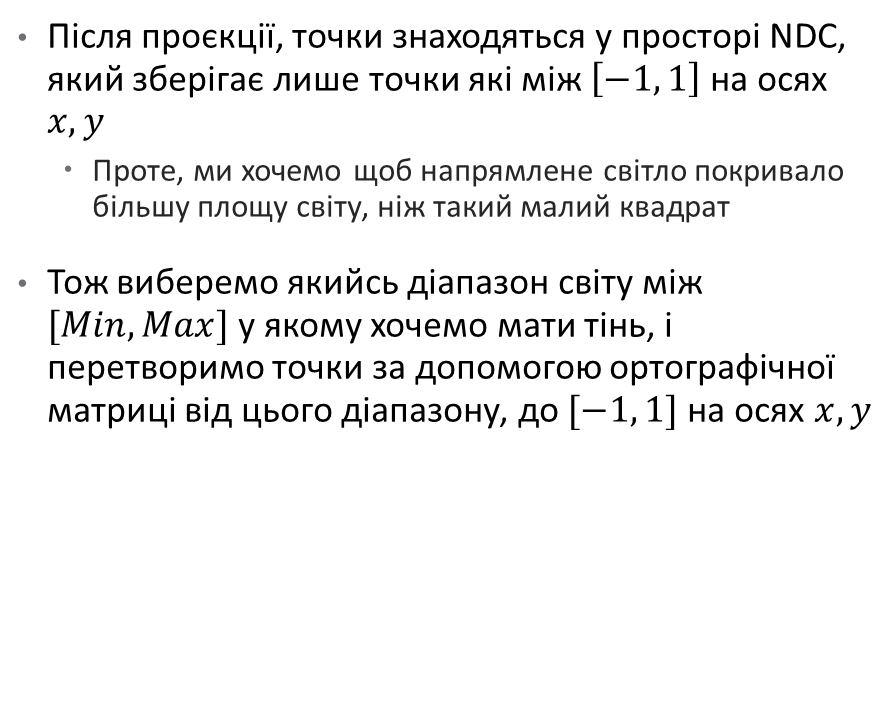 • Після проєкції, точки знаходяться у просторі NDC,
який зберігає лише точки які між [−1, 1] на осях
x, y
• Проте, ми хочемо щоб напрямлене світло покривало
більшу площу світу, ніж такий малий квадрат
• Тож виберемо якийсь діапазон світу між
[Min, Max] у якому хочемо мати тінь, і
перетворимо точки за допомогою ортографічної
матриці від цього діапазону, до [−1, 1] на осях x, y